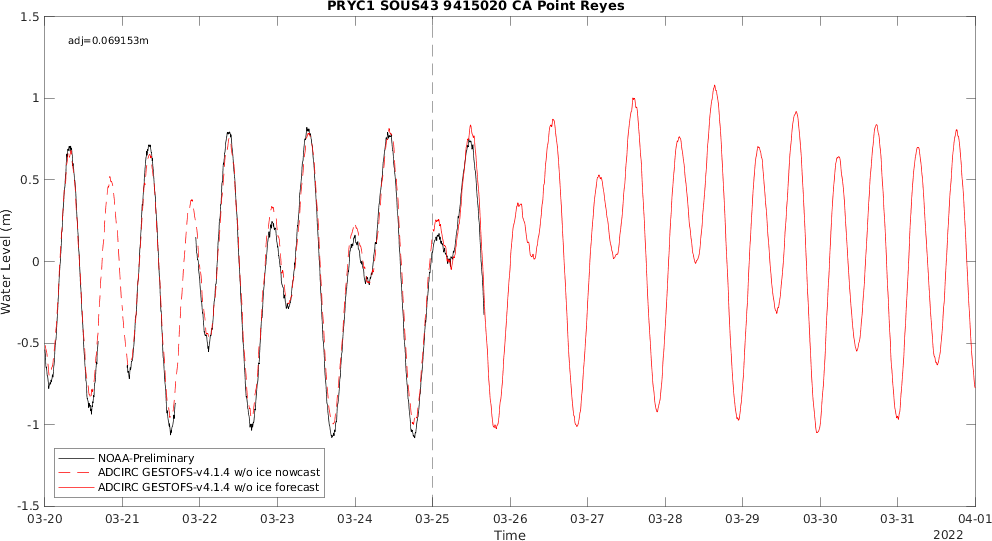 PRYC1 SOUS43 9415020 CA Point Reyes
adj=0.069153m
1.5
1
0.5
0
-0.5
-1
-1.5
Water Level (m)
NOAA-Preliminary
ADCIRC GESTOFS-v4.1.4 w/o ice nowcast
ADCIRC GESTOFS-v4.1.4 w/o ice forecast
03-20 03-21 03-22 03-23 03-24 03-25 03-26 03-27 03-28 03-29 03-30 03-31 04-01
Time
2022